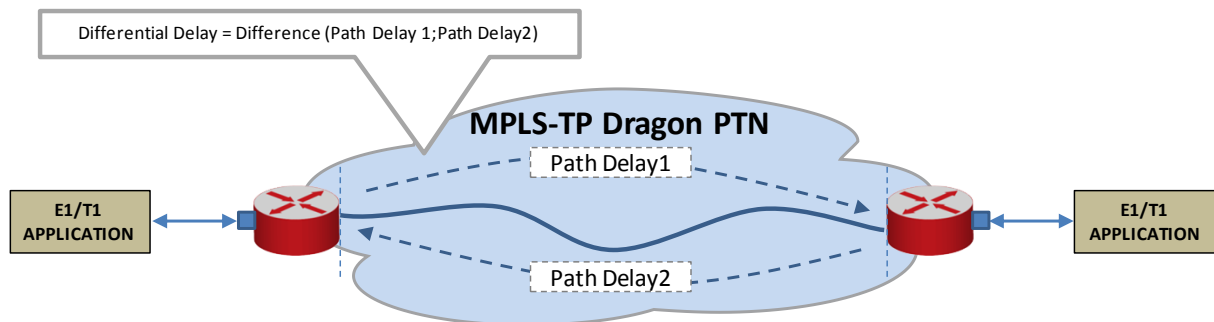 Differential Delay = Difference (Path Delay 1;Path Delay2)
MPLS-TP Dragon PTN
Path Delay1
E1/T1
APPLICATION
E1/T1
APPLICATION
Path Delay2